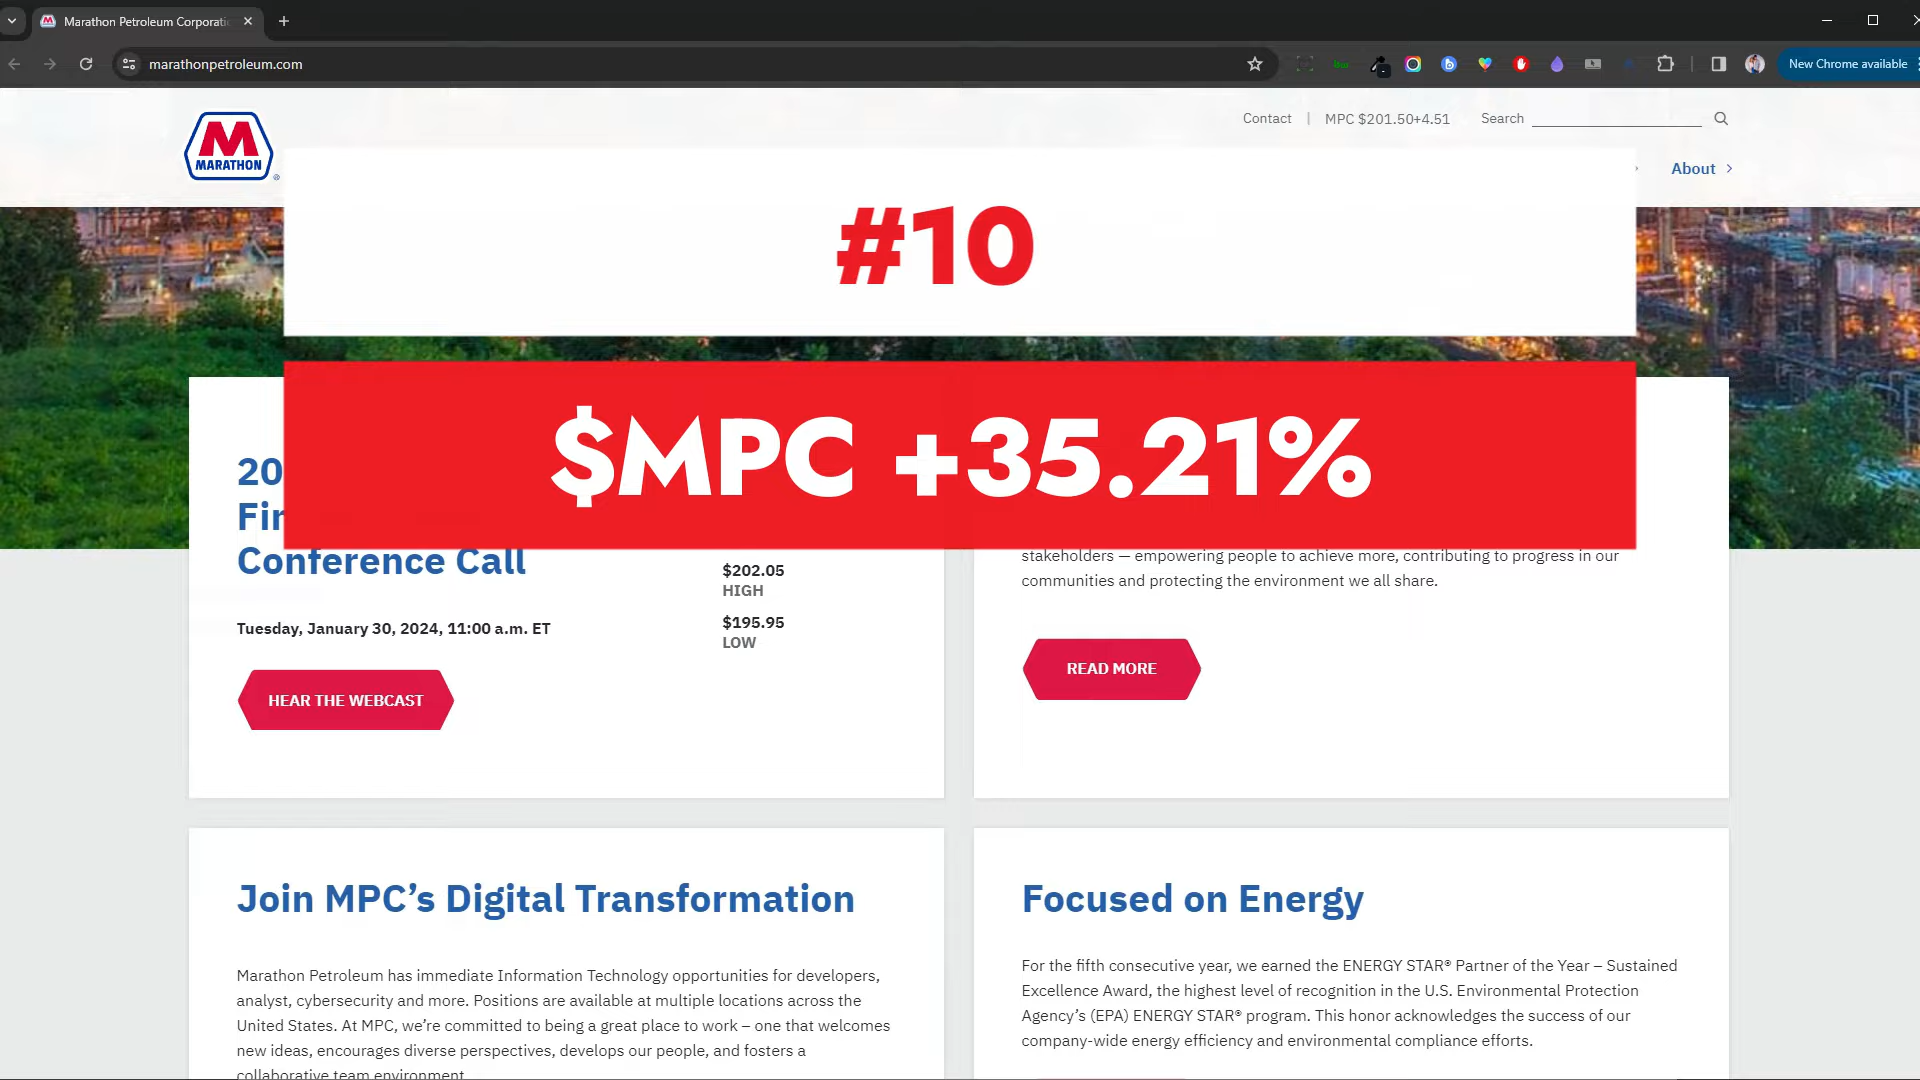 Marathon Petroleum Corporati
marathonpetroleum.com
New Chrome available
Contact | MPC $201.50+4.51 Search
M
MARATHON
®
About
#10
$MPC +35.21%
20
Fir
Conference Call
Tuesday, January 30, 2024, 11:00 a.m. ET
HEAR THE WEBCAST
$202.05
HIGH
$195.95
LOW
stakeholders — empowering people to achieve more, contributing to progress in our
communities and protecting the environment we all share.
READ MORE
Join MPC’s Digital Transformation
Marathon Petroleum has immediate Information Technology opportunities for developers,
analyst, cybersecurity and more. Positions are available at multiple locations across the
United States. At MPC, we’re committed to being a great place to work – one that welcomes
new ideas, encourages diverse perspectives, develops our people, and fosters a
collaborative team environment.
Focused on Energy
For the fifth consecutive year, we earned the ENERGY STAR® Partner of the Year – Sustained
Excellence Award, the highest level of recognition in the U.S. Environmental Protection
Agency’s (EPA) ENERGY STAR® program. This honor acknowledges the success of our
company-wide energy efficiency and environmental compliance efforts.